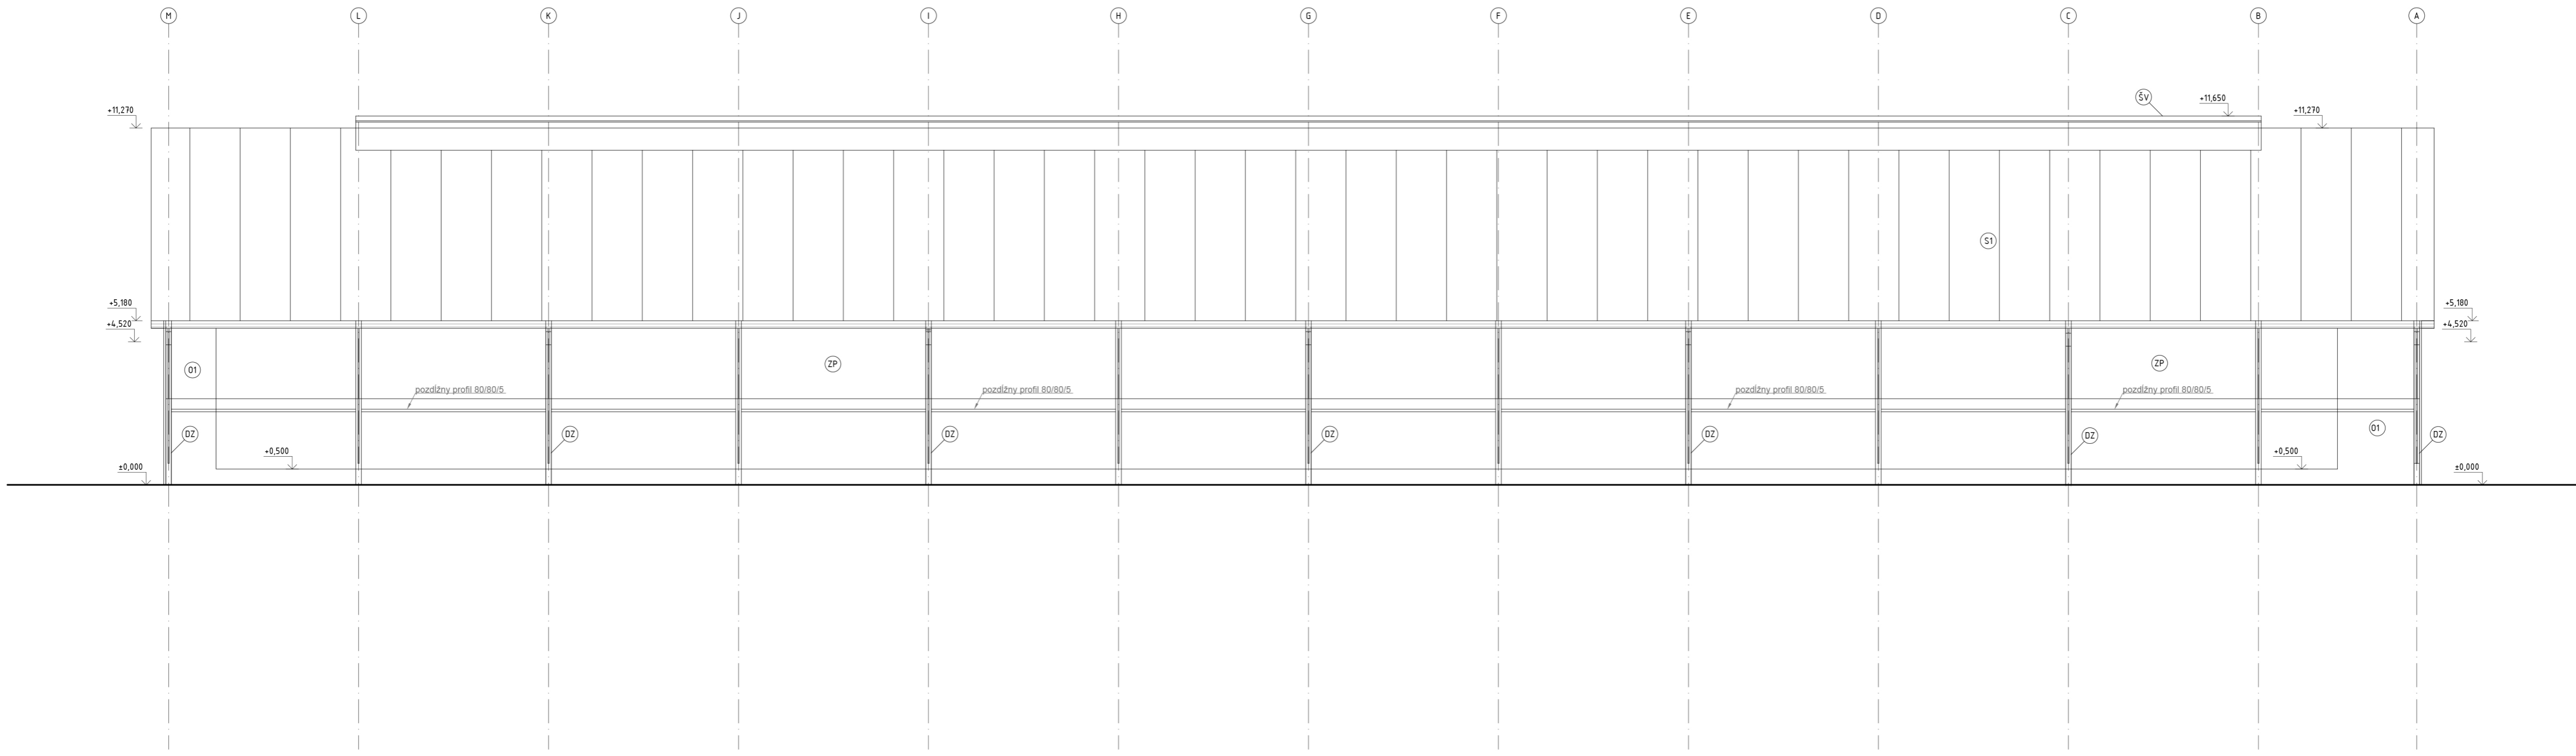 M L K J I H G F E D C B A
ŠV
+11,650
+11,270
+11,270
S1
+5,180
+5,180
+4,520
+4,520
O1
ZP
ZP
pozdĺžny profil 80/80/5
pozdĺžny profil 80/80/5
pozdĺžny profil 80/80/5
pozdĺžny profil 80/80/5
O1
DZ
DZ
DZ
DZ
DZ
DZ
DZ
+0,500
+0,500
±0,000
±0,000